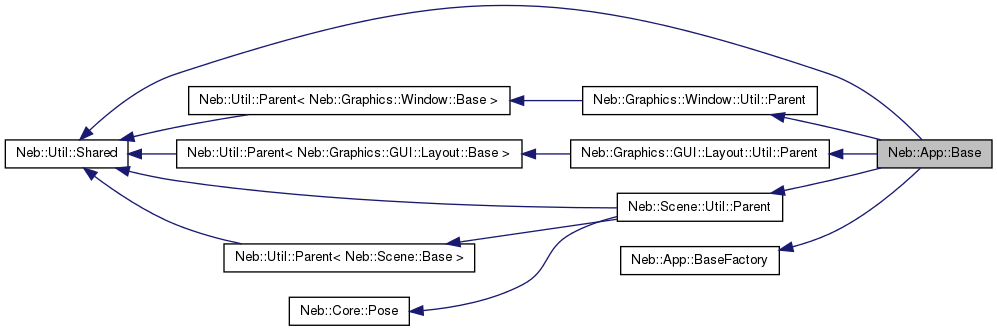 Neb::Util::Parent< Neb::Graphics::Window::Base >
Neb::Graphics::Window::Util::Parent
Neb::Util::Shared
Neb::Util::Parent< Neb::Graphics::GUI::Layout::Base >
Neb::Graphics::GUI::Layout::Util::Parent
Neb::App::Base
Neb::Scene::Util::Parent
Neb::Util::Parent< Neb::Scene::Base >
Neb::App::BaseFactory
Neb::Core::Pose